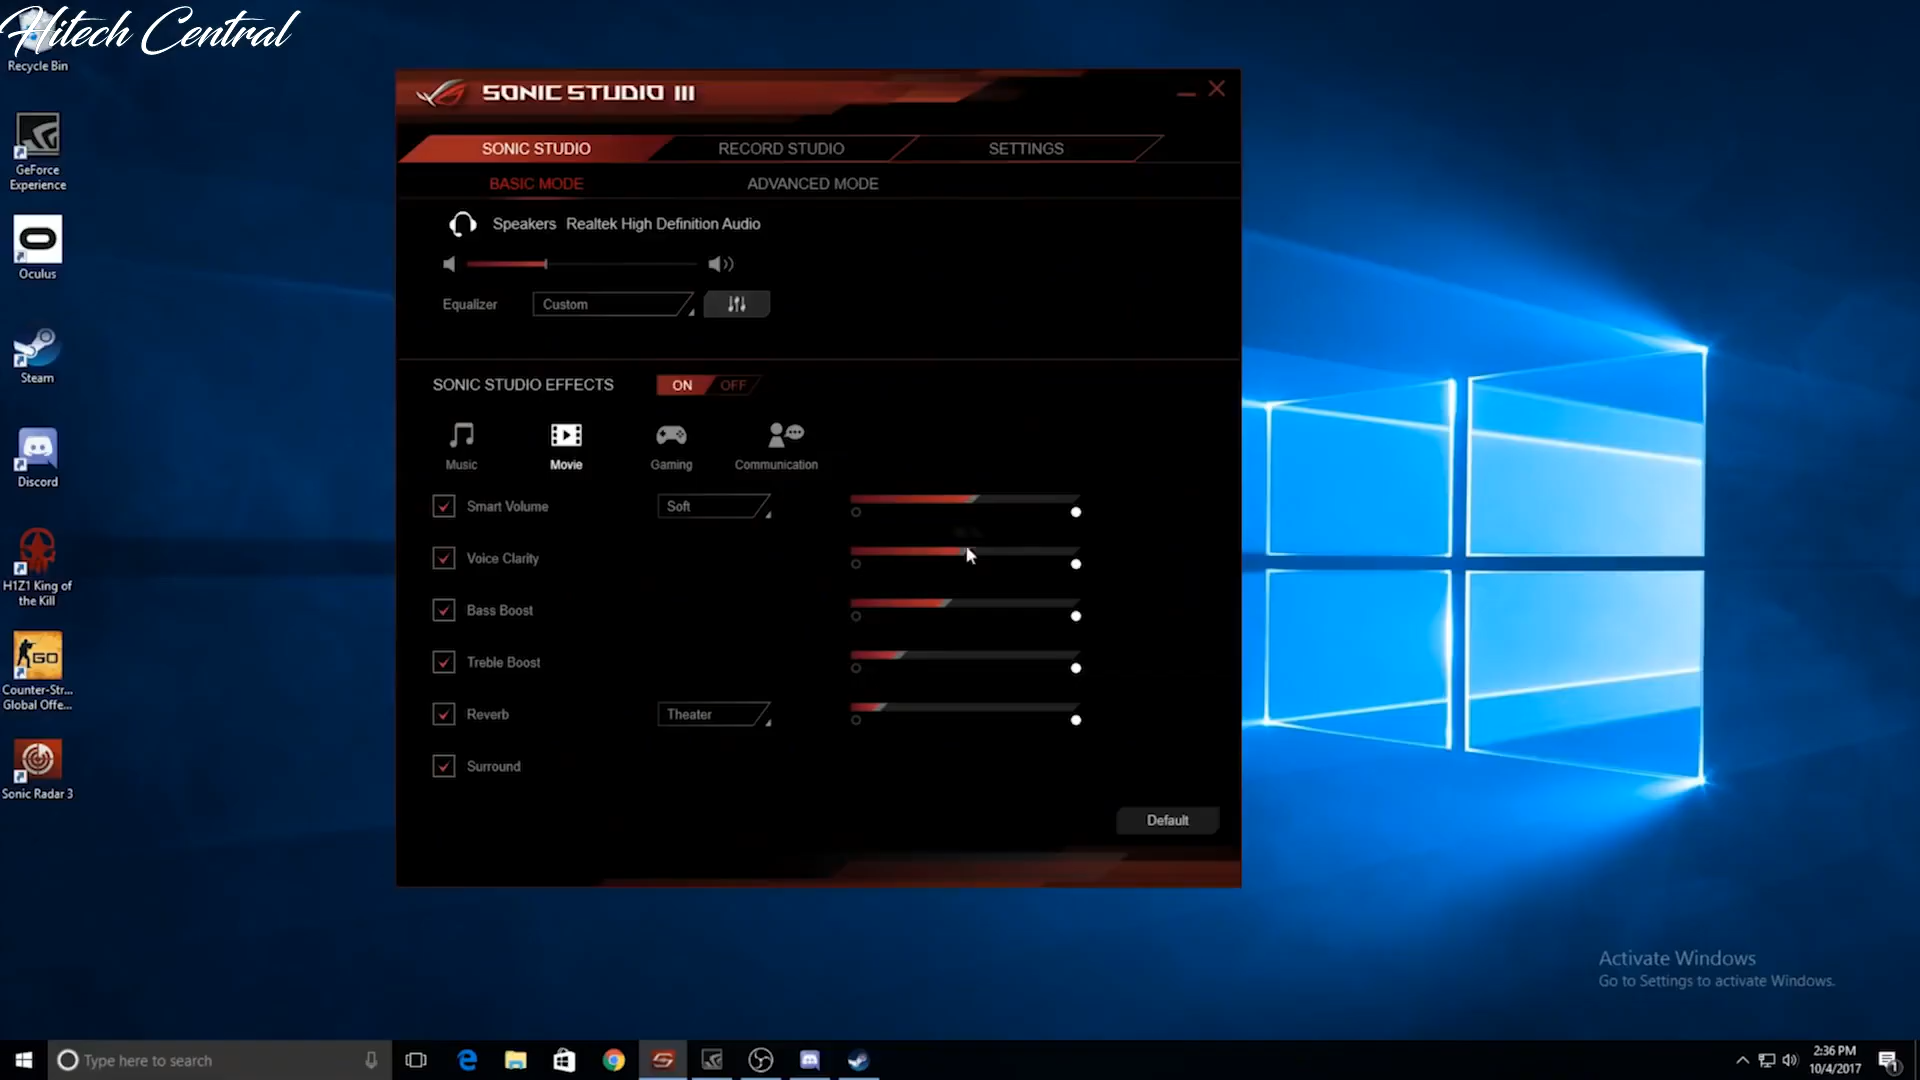 Hitech Central
Recycle Bin
GeForce
Experience
Oculus
Steam
Discord
H1Z1 King of
the Kill
GO
Counter-Str...
Global Offe...
Sonic Radar 3
SONIC STUDIO III
SONIC STUDIO
RECORD STUDIO
SETTINGS
BASIC MODE
ADVANCED MODE
Speakers Realtek High Definition Audio
Equalizer
Custom
SONIC STUDIO EFFECTS
ON
OFF
Music
Movie
Gaming
Communication
Smart Volume
Soft
Voice Clarity
Bass Boost
Treble Boost
Reverb
Theater
Surround
Default
Activate Windows
Go to Settings to activate Windows.
Type here to search
2:36 PM
10/4/2017
1